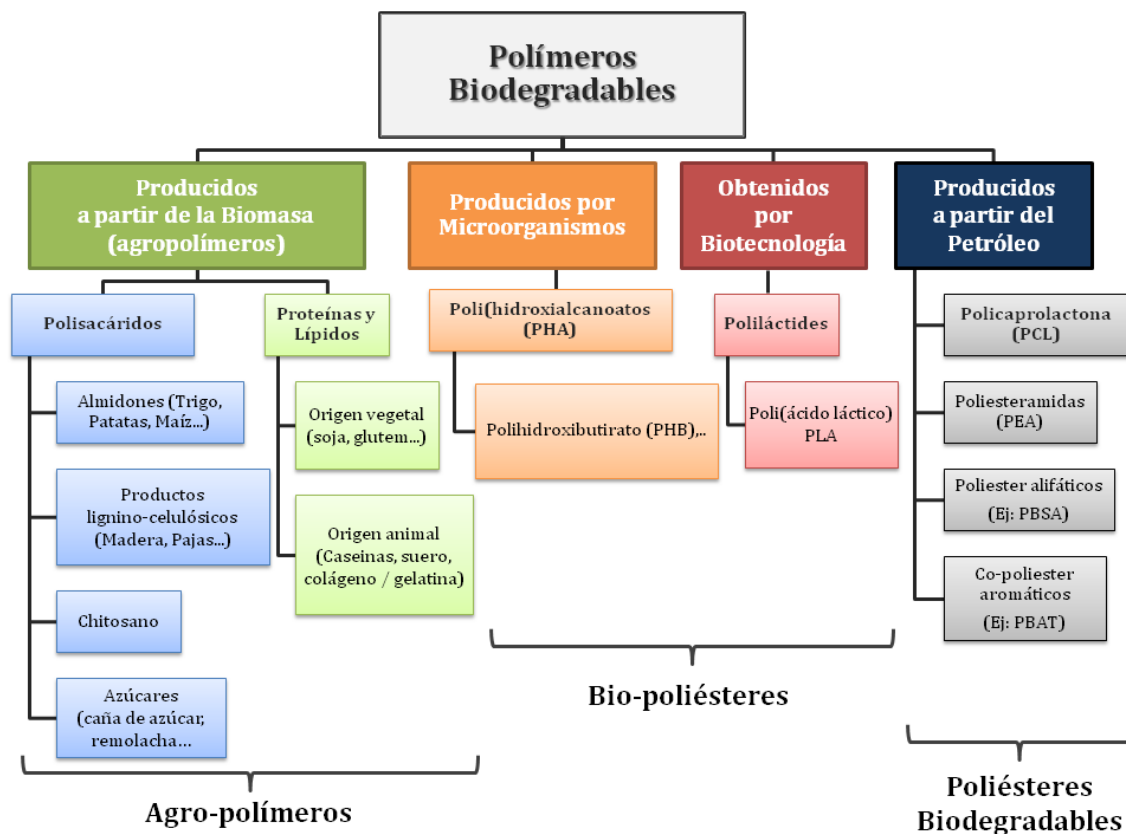 Polímeros
Biodegradables
Producidos
a partir de la Biomasa
(agropolímeros)
Producidos por
Microorganismos
Obtenidos
por
Biotecnología
Producidos
a partir del
Petróleo
Polisacáridos
Proteínas y
Lípidos
Poli(hidroxialcanoatos
(PHA)
Poliláctides
Policaprolactona
(PCL)
Almidones (Trigo,
Patatas, Maíz...)
Origen vegetal
(soja, glutem...)
Polihidroxibutirato (PHB),..
Poli(ácido láctico)
PLA
Poliesteramidas
(PEA)
Productos
lignino-celulósicos
(Madera, Pajas...)
Origen animal
(Caseinas, suero,
colágeno / gelatina)
Poliester alifáticos
(Ej: PBSA)
Co-poliester
aromáticos
(Ej: PBAT)
Chitosano
Azúcares
(caña de azúcar,
remolacha...
Bio-poliésteres
Agro-polímeros
Poliésteres
Biodegradables